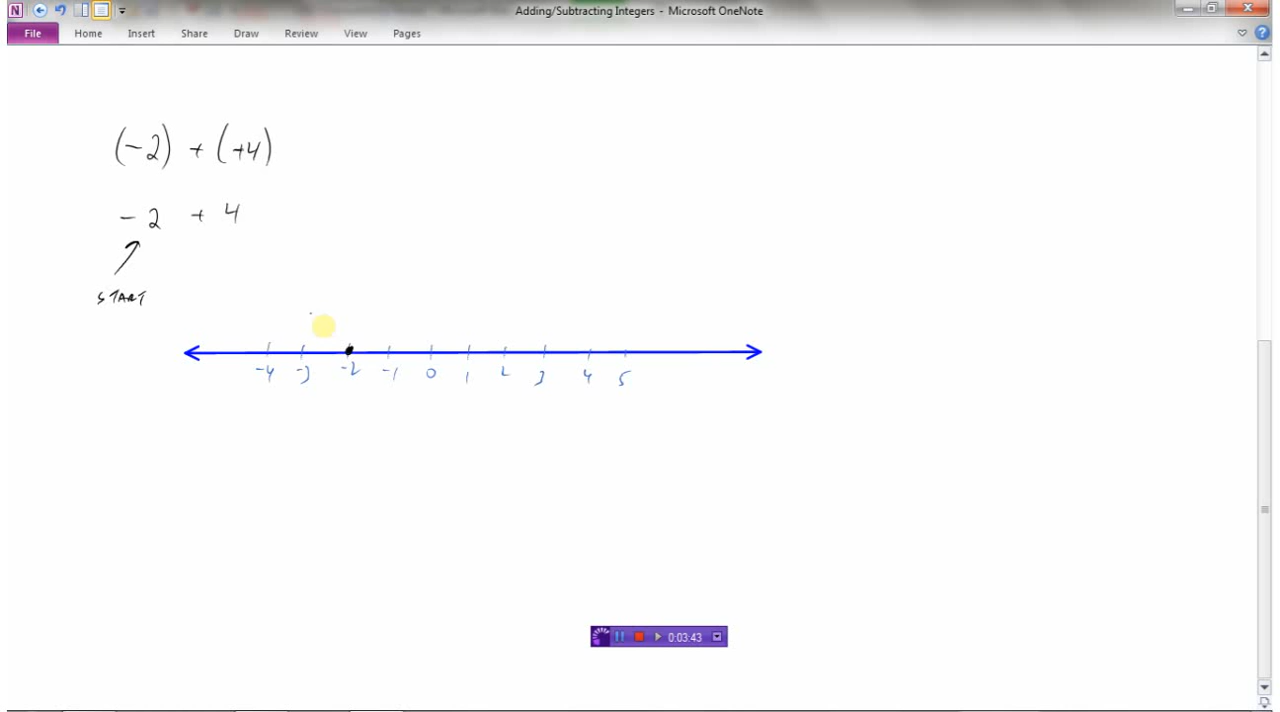 Adding/Subtracting Integers - Microsoft OneNote
File Home Insert Share Draw Review View Pages
(-2) + (+4)
-2 + 4
START
-4 -3 -2 -1 0 1 2 3 4 5
0:03:43